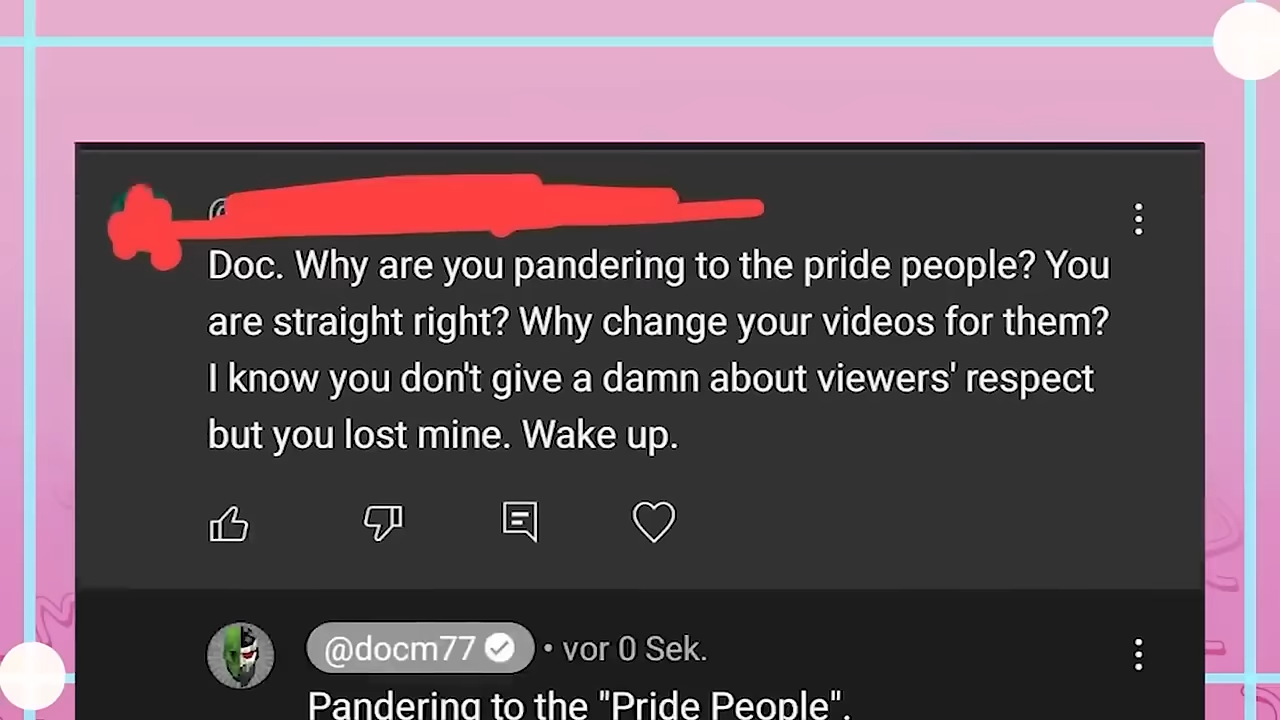 Doc. Why are you pandering to the pride people? You
are straight right? Why change your videos for them?
I know you don't give a damn about viewers' respect
but you lost mine. Wake up.
@docm77 • vor 0 Sek.
Pandering to the "Pride People".